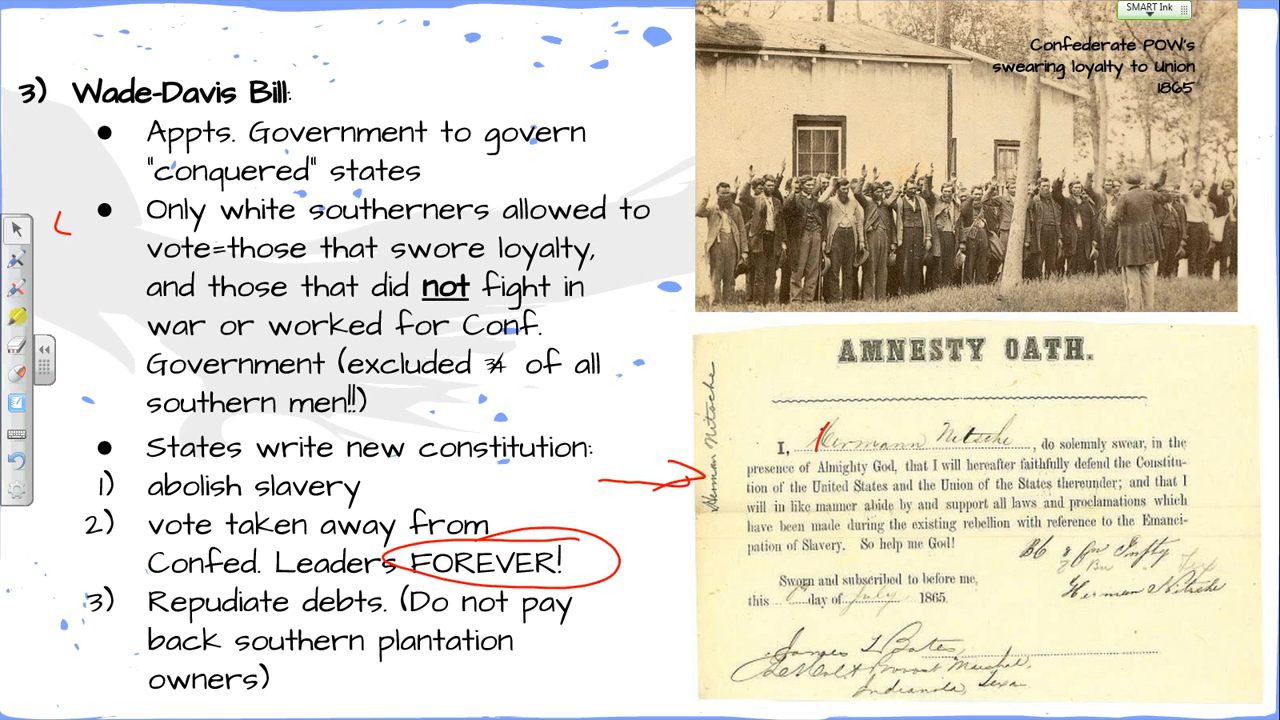 SMART Ink
Confederate POW's
swearing loyalty to Union
1865
3) Wade-Davis Bill:
● Appts. Government to govern
"conquered" states
● Only white southerners allowed to
vote=those that swore loyalty,
and those that did not fight in
war or worked for Conf.
Government (excluded ¾ of all
southern men!!)
● States write new constitution:
1) abolish slavery
2) vote taken away from
Confed. Leaders FOREVER!
3) Repudiate debts. (Do not pay
back southern plantation
owners)
AMNESTY OATH.
Herman Nitsche
I, Hermann Nitsche, do solemnly swear, in the
presence of Almighty God, that I will hereafter faithfully defend the Constitu-
tion of the United States and the Union of the States thereunder; and that I
will in like manner abide by and support all laws and proclamations which
have been made during the existing rebellion with reference to the Emanci-
pation of Slavery. So help me God!
Herman Nitsche
Sworn and subscribed to before me,
this day of July 1865.
James L Bates
Marshal,
Indianola, Texas